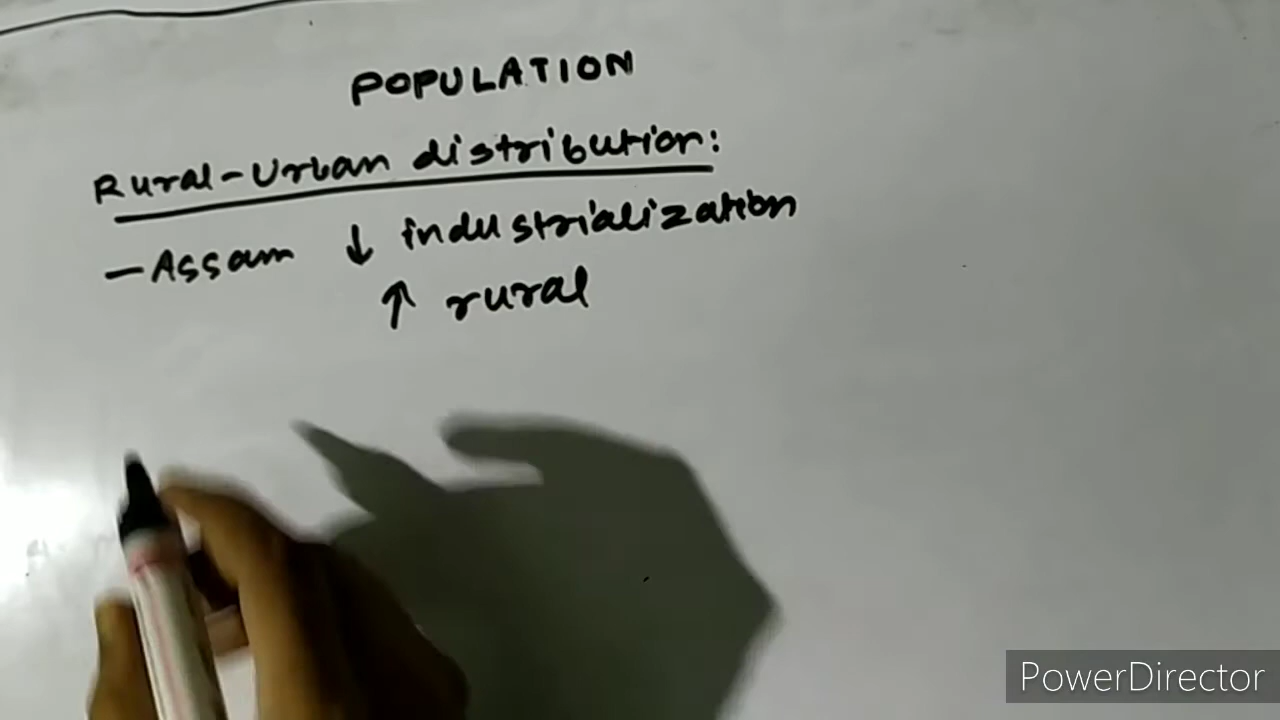 POPULATION
Rural-Urban distribution:
- Assam ↓ industrialization
↑ rural
PowerDirector